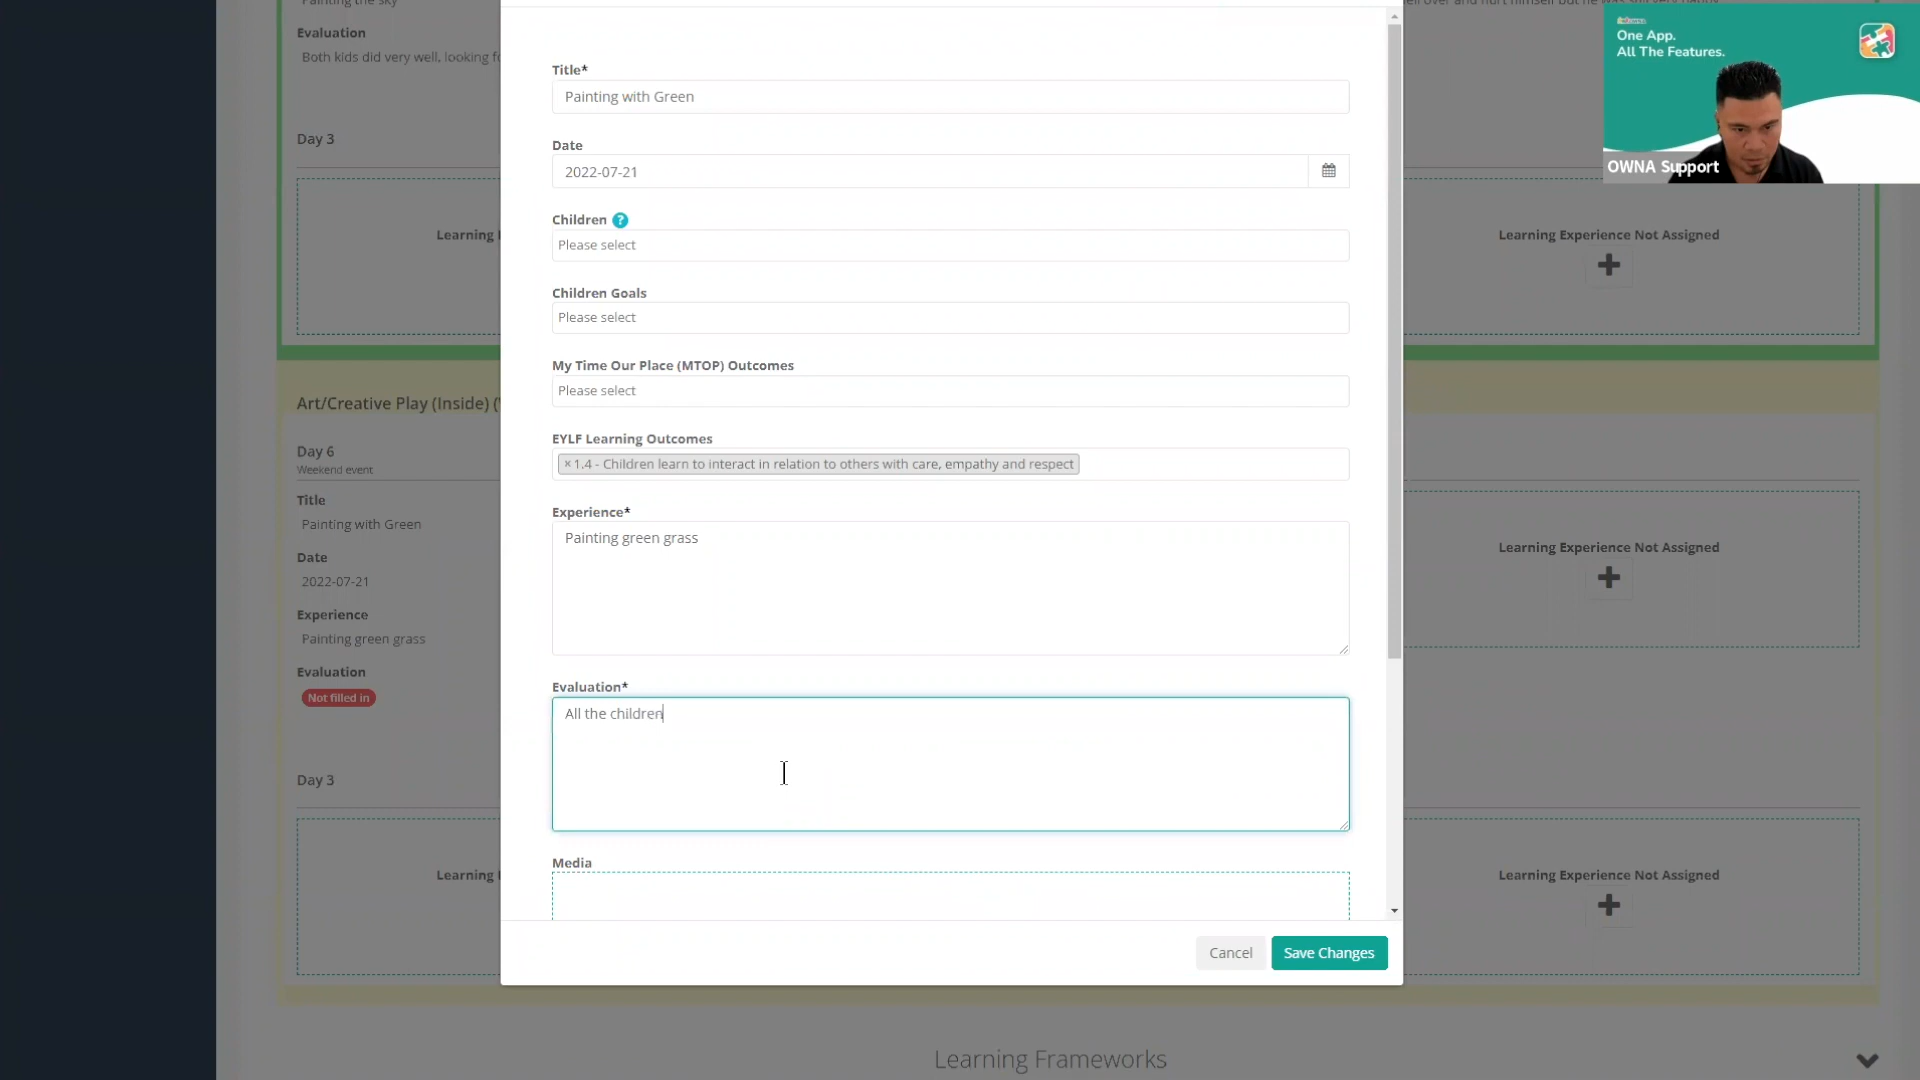 Painting the sky
Evaluation
Both kids did very well, looking fo
Day 3
Learning
Art/Creative Play (Inside) (
Day 6
Weekend event
Title
Painting with Green
Date
2022-07-21
Experience
Painting green grass
Evaluation
Not filled in
Day 3
Learning
Title*
Painting with Green
Date
2022-07-21
Children ?
Please select
Children Goals
Please select
My Time Our Place (MTOP) Outcomes
Please select
EYLF Learning Outcomes
× 1.4 - Children learn to interact in relation to others with care, empathy and respect
Experience*
Painting green grass
Evaluation*
All the children
Media
Cancel
Save Changes
One App.
All The Features.
OWNA Support
Learning Experience Not Assigned
Learning Experience Not Assigned
Learning Experience Not Assigned
Learning Frameworks